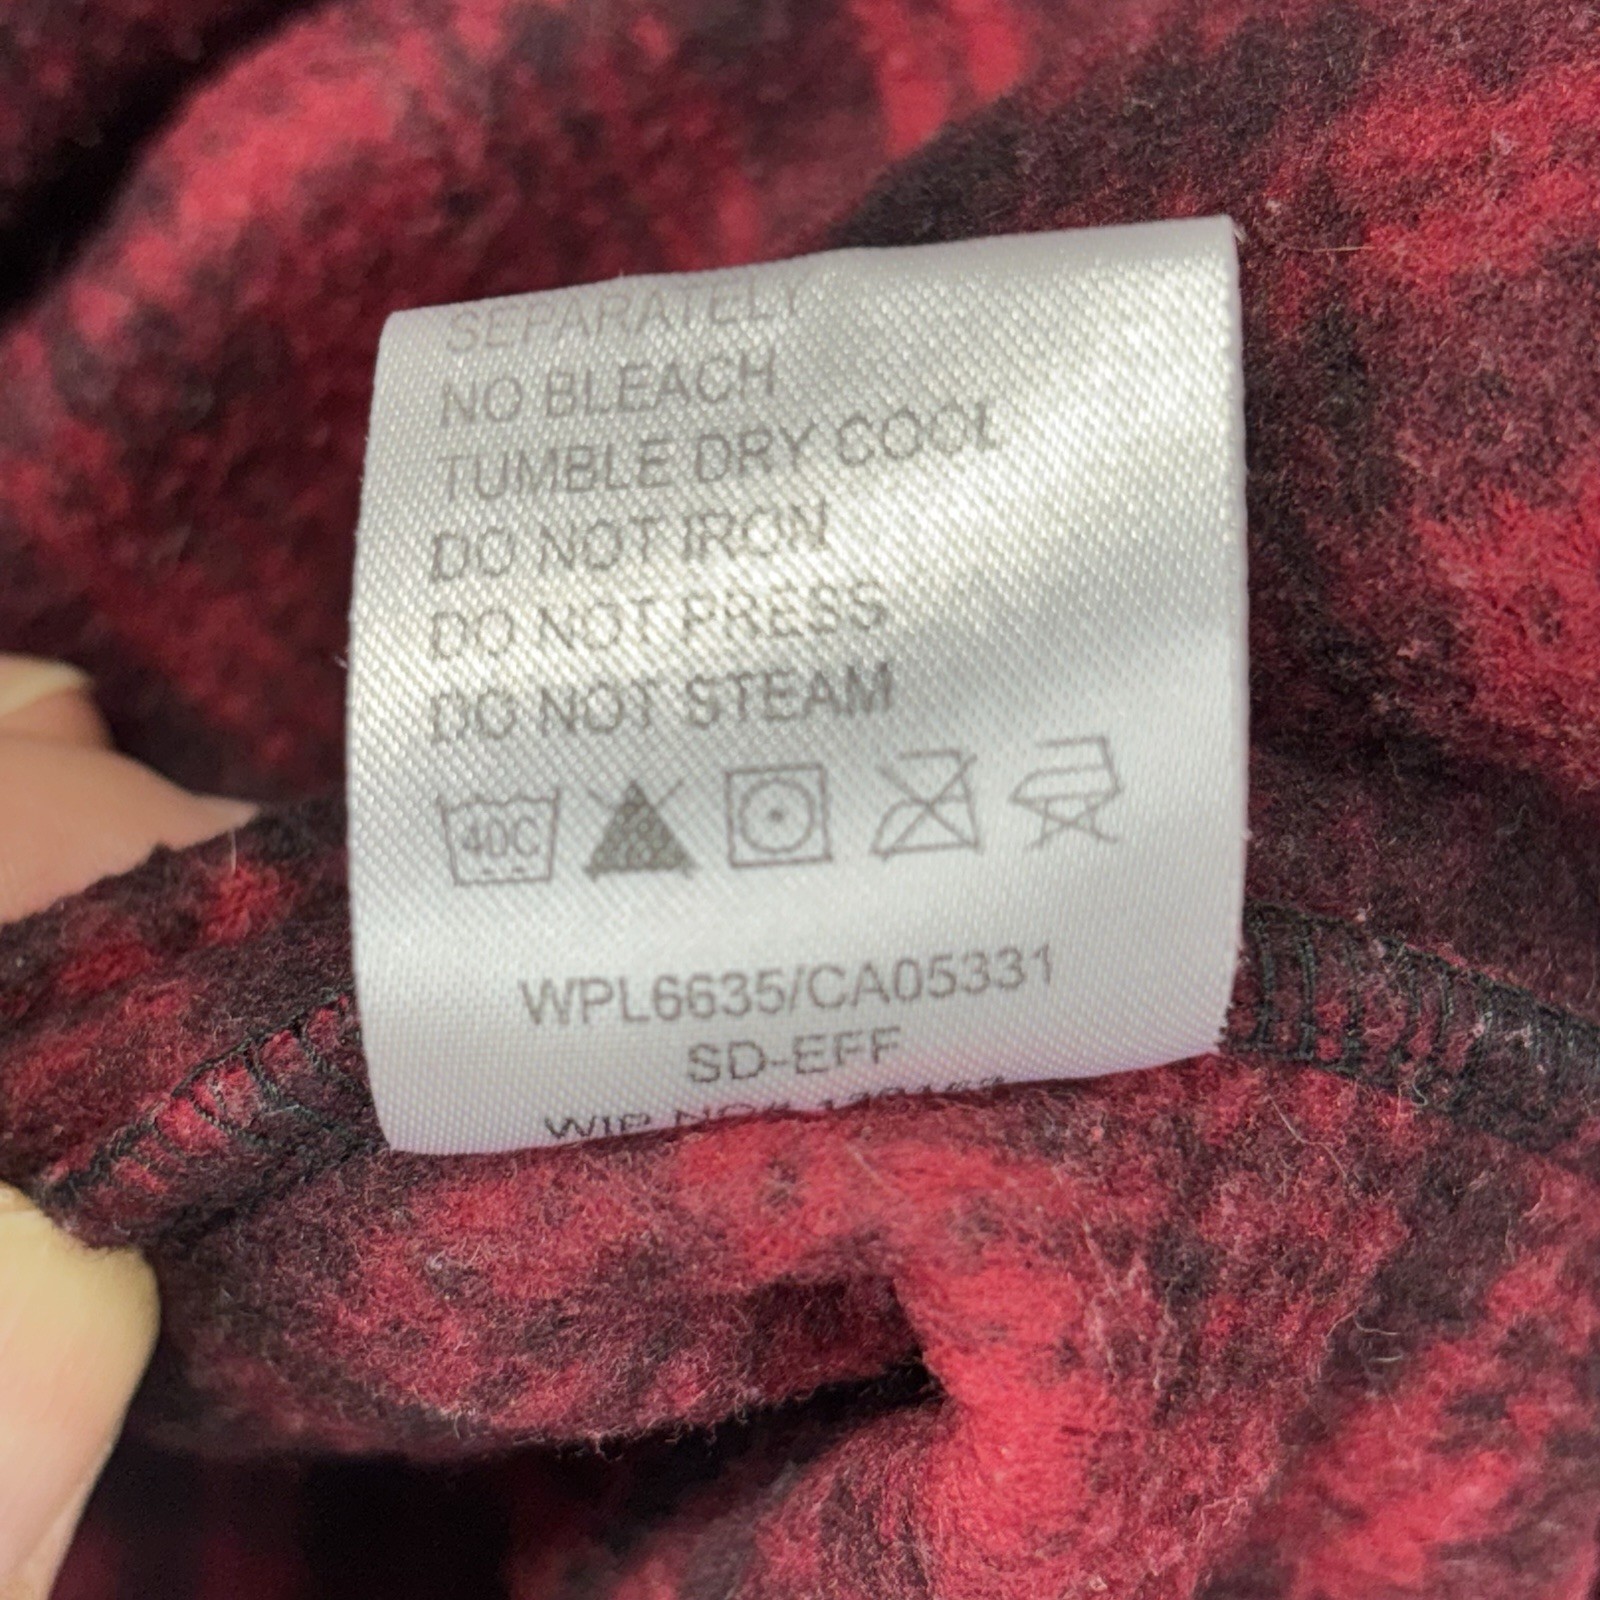 SEPARATELY
NO BLEACH
TUMBLE DRY COOL
DO NOT IRON
DO NOT PRESS
DO NOT STEAM
40C
WPL6635/CA05331
SD-EFF
WIP